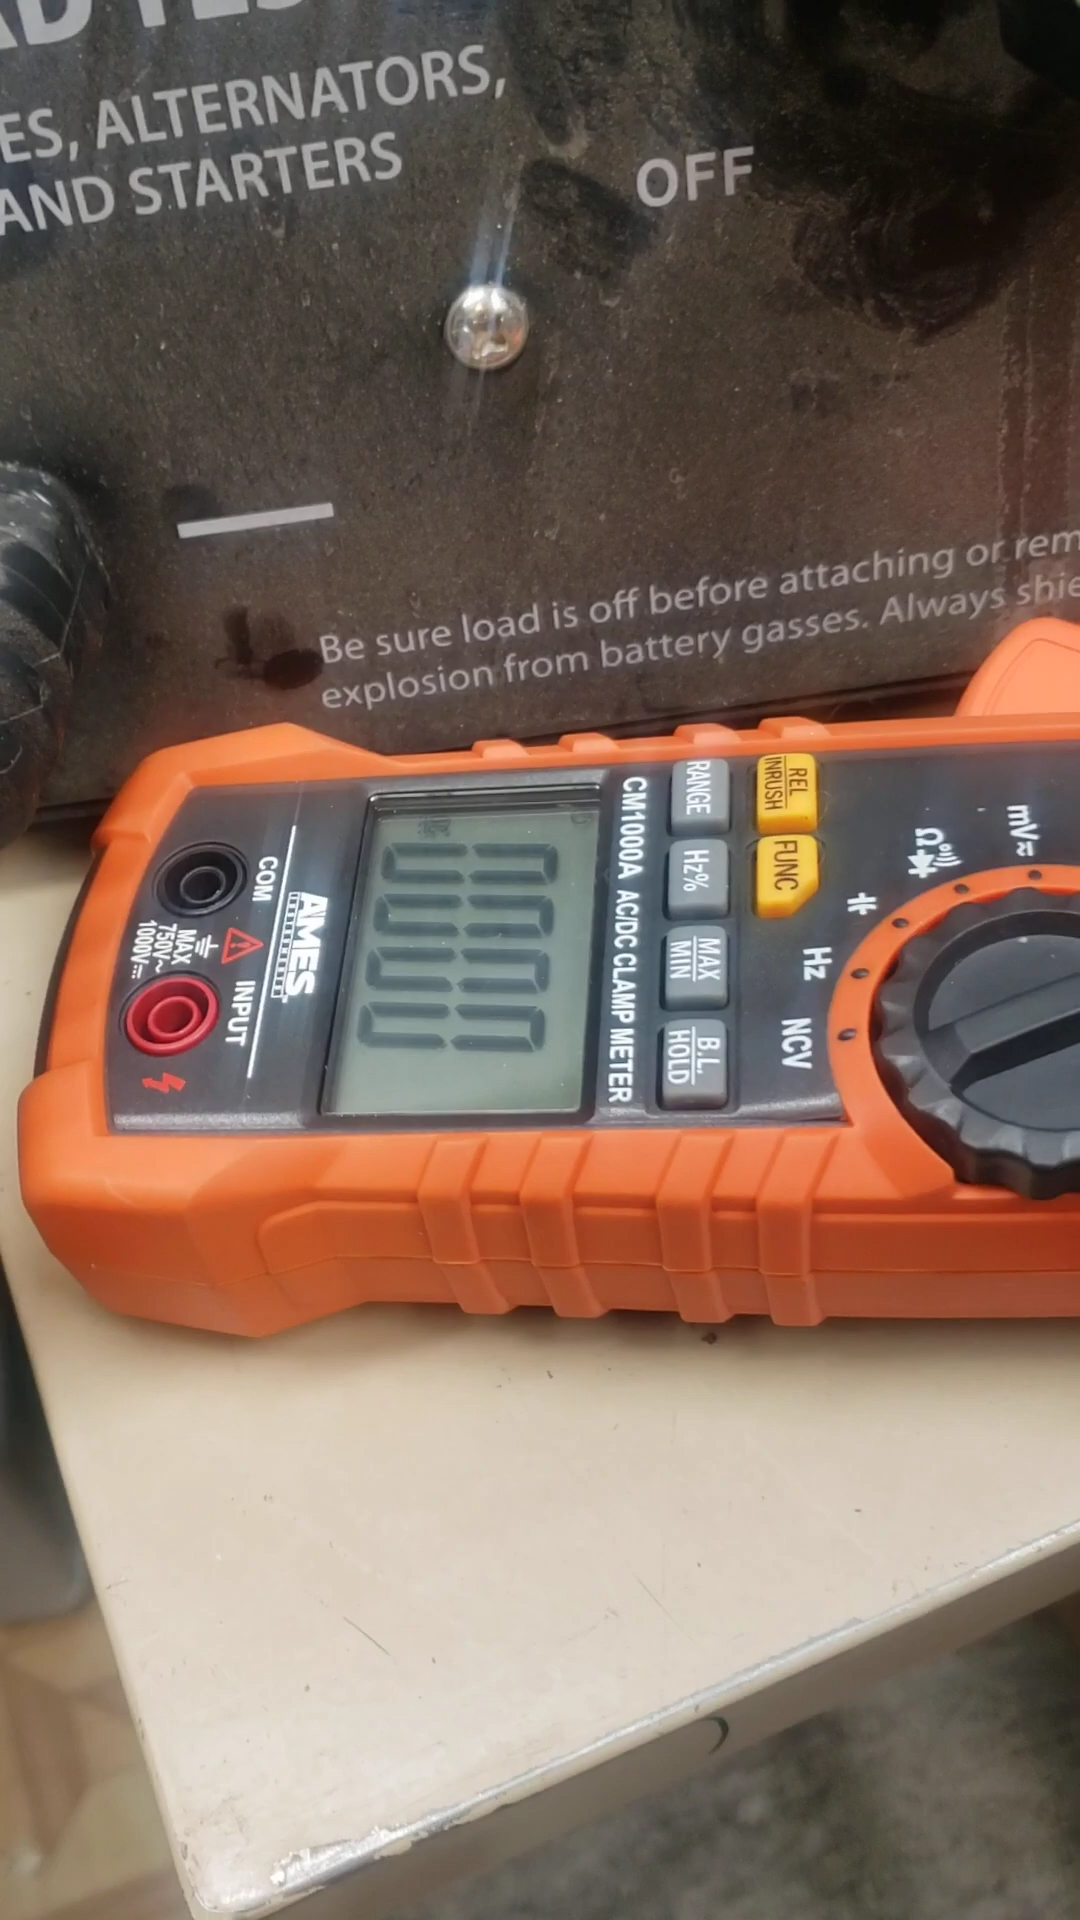 ES, ALTERNATORS,
AND STARTERS
OFF
Be sure load is off before attaching or rem
explosion from battery gasses. Always shie
CM1000A AC/DC CLAMP METER
RANGE
Hz%
MAX
MIN
B.L.
HOLD
REL
INRUSH
FUNC
mV
Ω
Hz
NCV
0000
AMES
COM
INPUT
MAX
750V~
1000V